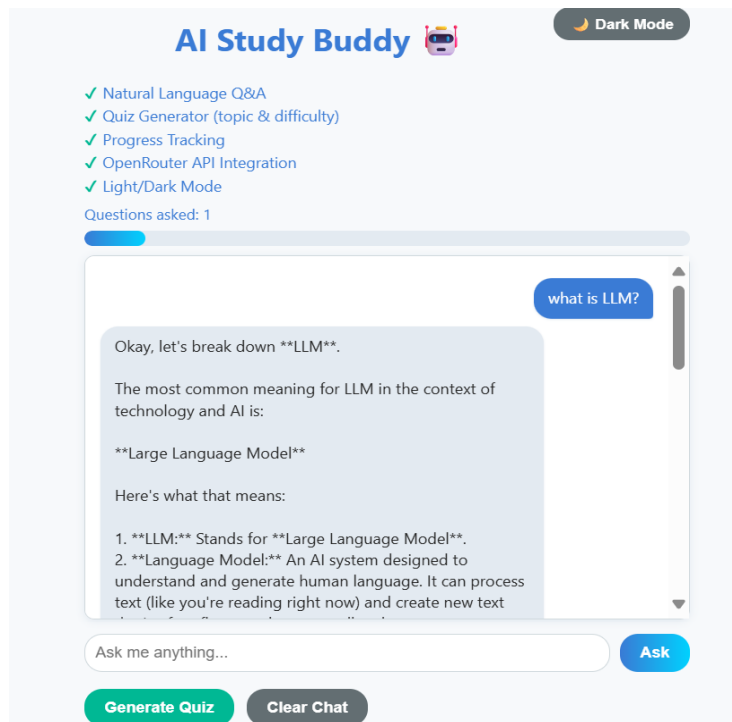 AI Study Buddy
🌙 Dark Mode
✓ Natural Language Q&A
✓ Quiz Generator (topic & difficulty)
✓ Progress Tracking
✓ OpenRouter API Integration
✓ Light/Dark Mode
Questions asked: 1
what is LLM?
Okay, let's break down **LLM**.
The most common meaning for LLM in the context of
technology and AI is:
**Large Language Model**
Here's what that means:
1. **LLM:** Stands for **Large Language Model**.
2. **Language Model:** An AI system designed to
understand and generate human language. It can process
text (like you're reading right now) and create new text
Ask me anything...
Ask
Generate Quiz
Clear Chat